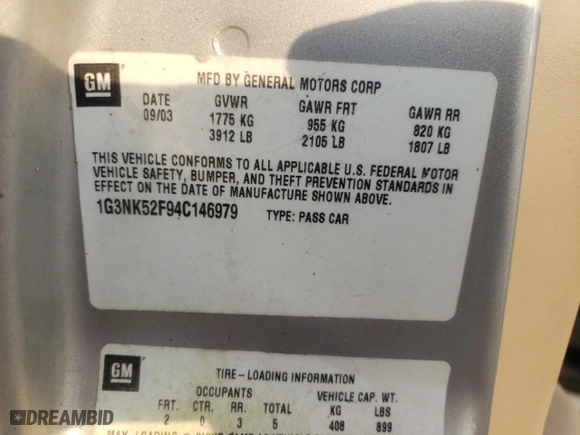 GM
MFD BY GENERAL MOTORS CORP
DATE GVWR GAWR FRT GAWR RR
09/03 1775 KG 955 KG 820 KG
3912 LB 2105 LB 1807 LB
THIS VEHICLE CONFORMS TO ALL APPLICABLE U.S. FEDERAL MOTOR
VEHICLE SAFETY, BUMPER, AND THEFT PREVENTION STANDARDS IN
EFFECT ON THE DATE OF MANUFACTURE SHOWN ABOVE.
1G3NK52F94C146979 TYPE: PASS CAR
GM
TIRE-LOADING INFORMATION
OCCUPANTS VEHICLE CAP. WT.
FRT. CTR. RR. TOTAL KG LBS
2 0 3 5 408 899
MAX. LOADING
DREAMBID